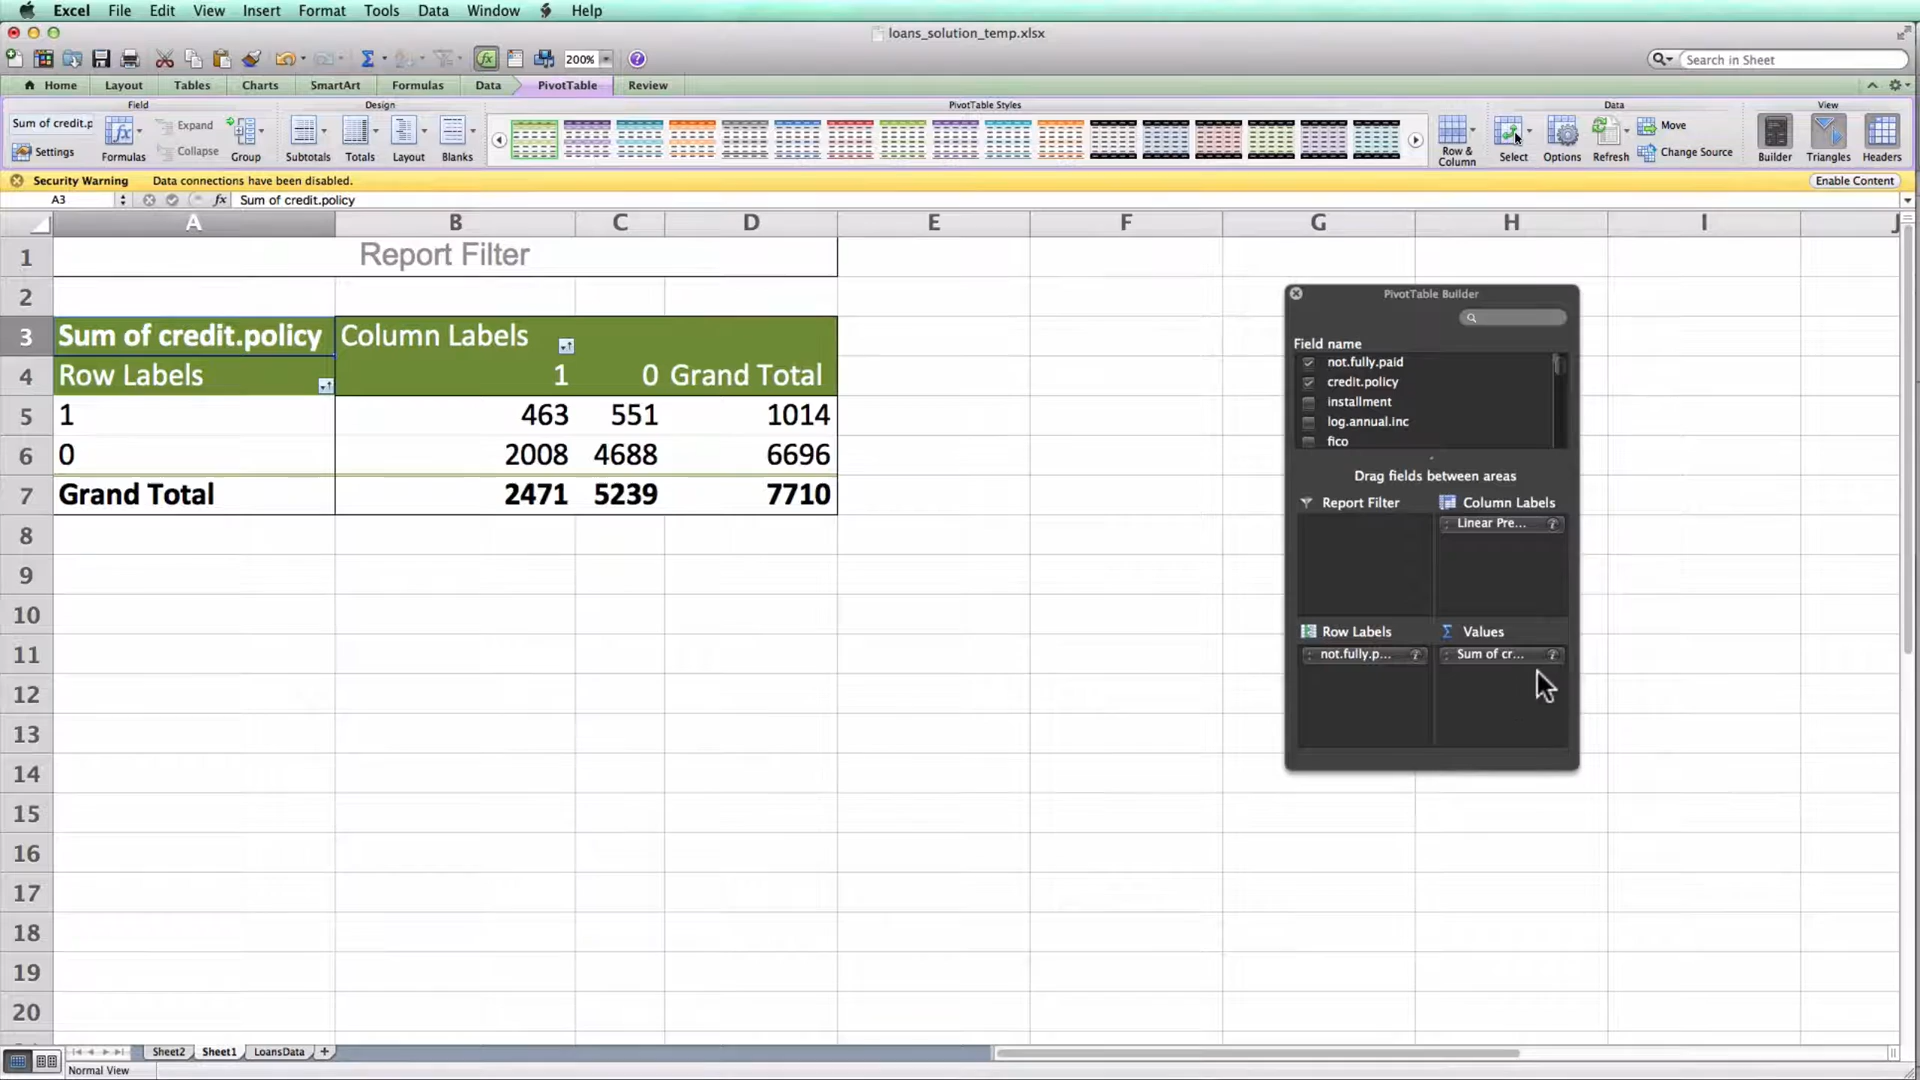 Excel File Edit View Insert Format Tools Data Window Help
loans_solution_temp.xlsx
200% Search in Sheet
Home Layout Tables Charts SmartArt Formulas Data PivotTable Review
Field Design PivotTable Styles Data View
Sum of credit.p
Settings
Formulas
Expand
Collapse
Group
Subtotals
Totals
Layout
Blanks
Row &
Column
Select
Options
Refresh
Move
Change Source
Builder
Triangles
Headers
Security Warning Data connections have been disabled. Enable Content
A3 fx Sum of credit.policy
A B C D E F G H I J
1 Report Filter
2
3 Sum of credit.policy Column Labels
4 Row Labels 1 0 Grand Total
5 1 463 551 1014
6 0 2008 4688 6696
7 Grand Total 2471 5239 7710
8
9
10
11
12
13
14
15
16
17
18
19
20
PivotTable Builder
Field name
not.fully.paid
credit.policy
installment
log.annual.inc
fico
Drag fields between areas
Report Filter Column Labels
Linear Pre...
Row Labels Values
not.fully.p... Sum of cr...
Sheet2 Sheet1 LoansData
Normal View